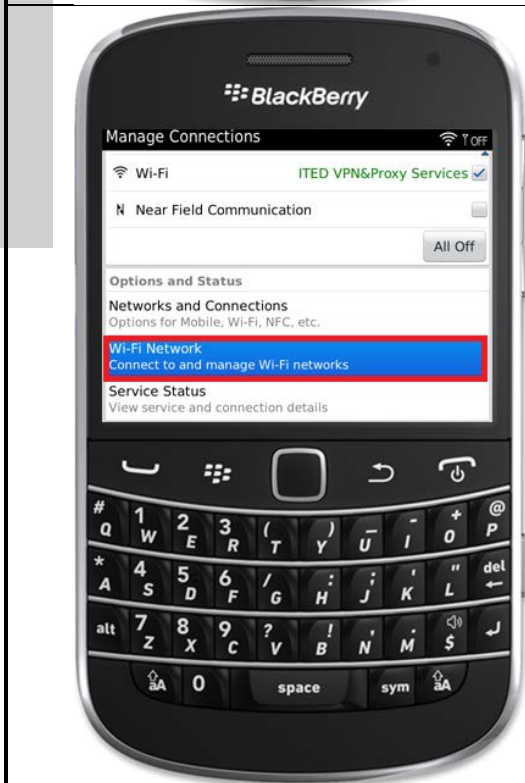 BlackBerry
Manage Connections OFF
Wi-Fi ITED VPN&Proxy Services
Near Field Communication
All Off
Options and Status
Networks and Connections
Options for Mobile, Wi-Fi, NFC, etc.
Wi-Fi Network
Connect to and manage Wi-Fi networks
Service Status
View service and connection details
# 1 2 3 ( ) _ - + @
Q W E R T Y U I O P
* 4 5 6 / : ; ' " del
A S D F G H J K L
alt 7 8 9 ? ! , . $
Z X C V B N M
aA 0 space sym aA